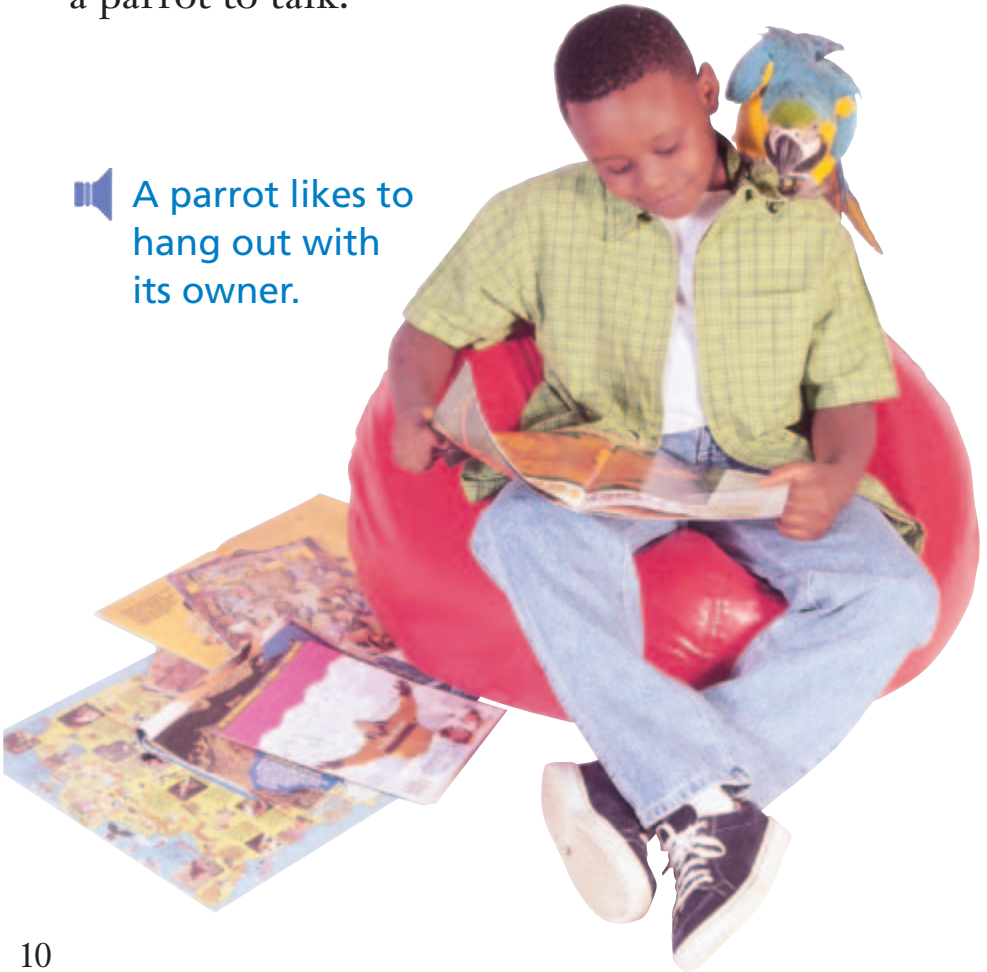 a parrot to talk.
A parrot likes to
hang out with
its owner.
10